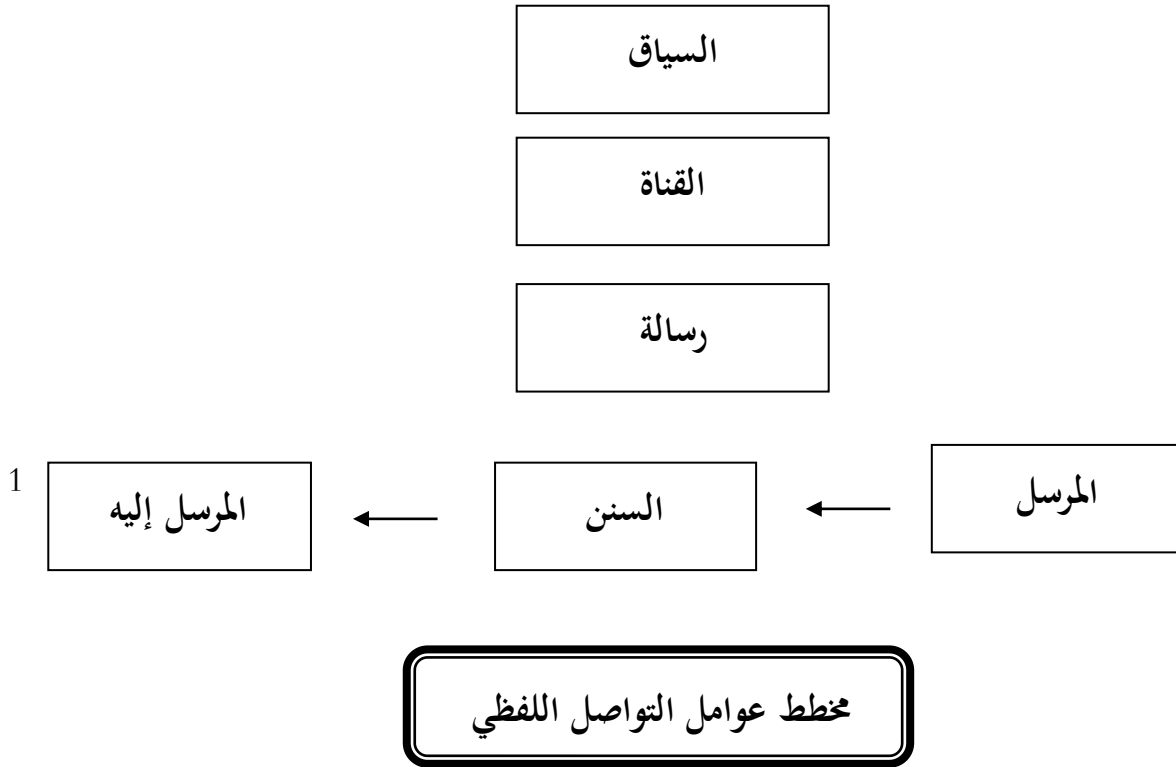 السياق
القناة
رسالة
المرسل
السنن
المرسل إليه
1
مخطط عوامل التواصل اللفظي